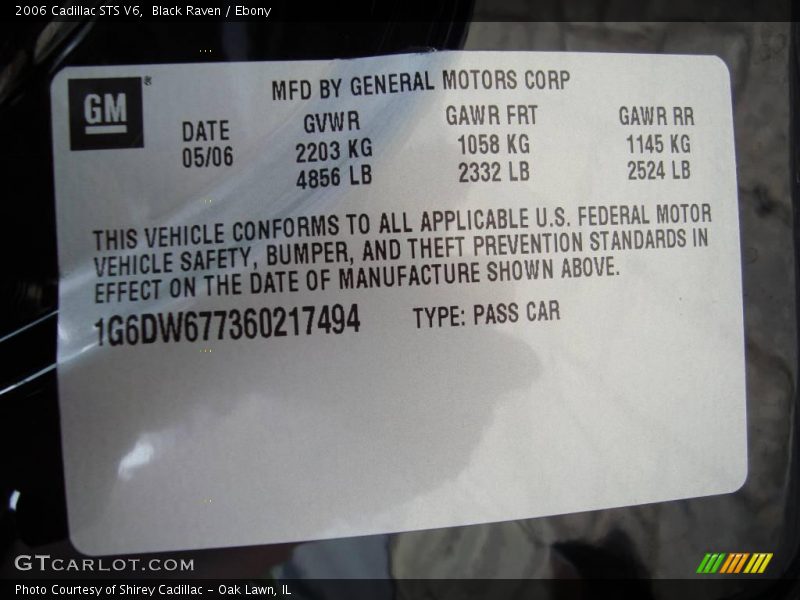 2006 Cadillac STS V6, Black Raven / Ebony
GM ®
MFD BY GENERAL MOTORS CORP
DATE GVWR GAWR FRT GAWR RR
05/06 2203 KG 1058 KG 1145 KG
4856 LB 2332 LB 2524 LB
THIS VEHICLE CONFORMS TO ALL APPLICABLE U.S. FEDERAL MOTOR
VEHICLE SAFETY, BUMPER, AND THEFT PREVENTION STANDARDS IN
EFFECT ON THE DATE OF MANUFACTURE SHOWN ABOVE.
1G6DW677360217494 TYPE: PASS CAR
GTCARLOT.COM
Photo Courtesy of Shirey Cadillac - Oak Lawn, IL